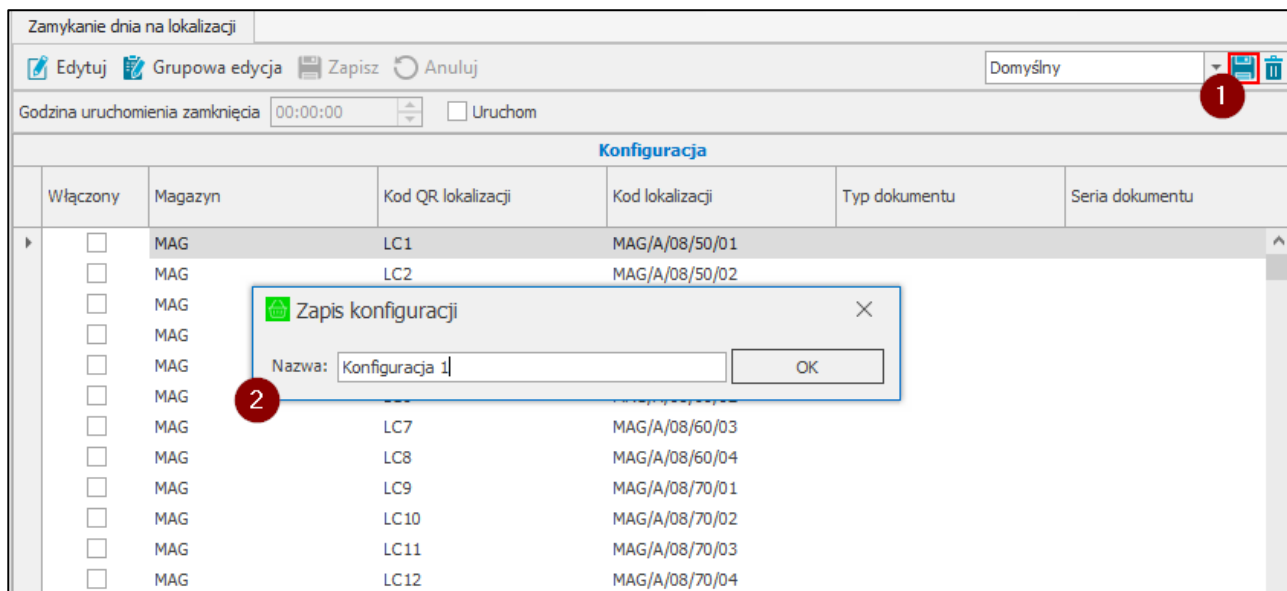 Zamykanie dnia na lokalizacji
Edytuj Grupowa edycja Zapisz Anuluj Domyślny
1
Godzina uruchomienia zamknięcia 00:00:00 Uruchom
Konfiguracja
Włączony Magazyn Kod QR lokalizacji Kod lokalizacji Typ dokumentu Seria dokumentu
MAG LC1 MAG/A/08/50/01
MAG LC2 MAG/A/08/50/02
MAG
MAG
MAG
MAG
Zapis konfiguracji
Nazwa: Konfiguracja 1 OK
2
MAG LC7 MAG/A/08/60/03
MAG LC8 MAG/A/08/60/04
MAG LC9 MAG/A/08/70/01
MAG LC10 MAG/A/08/70/02
MAG LC11 MAG/A/08/70/03
MAG LC12 MAG/A/08/70/04